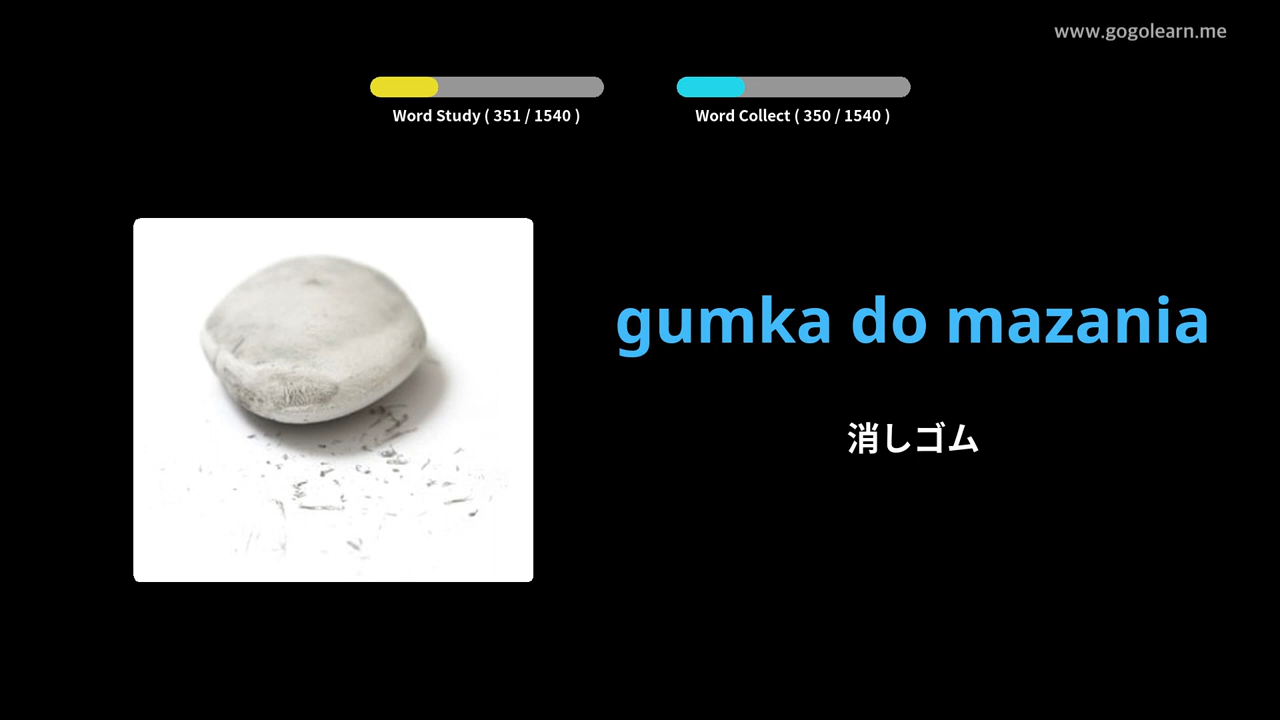 www.gogolearn.me
Word Study ( 351 / 1540 )
Word Collect ( 350 / 1540 )
gumka do mazania
消しゴム